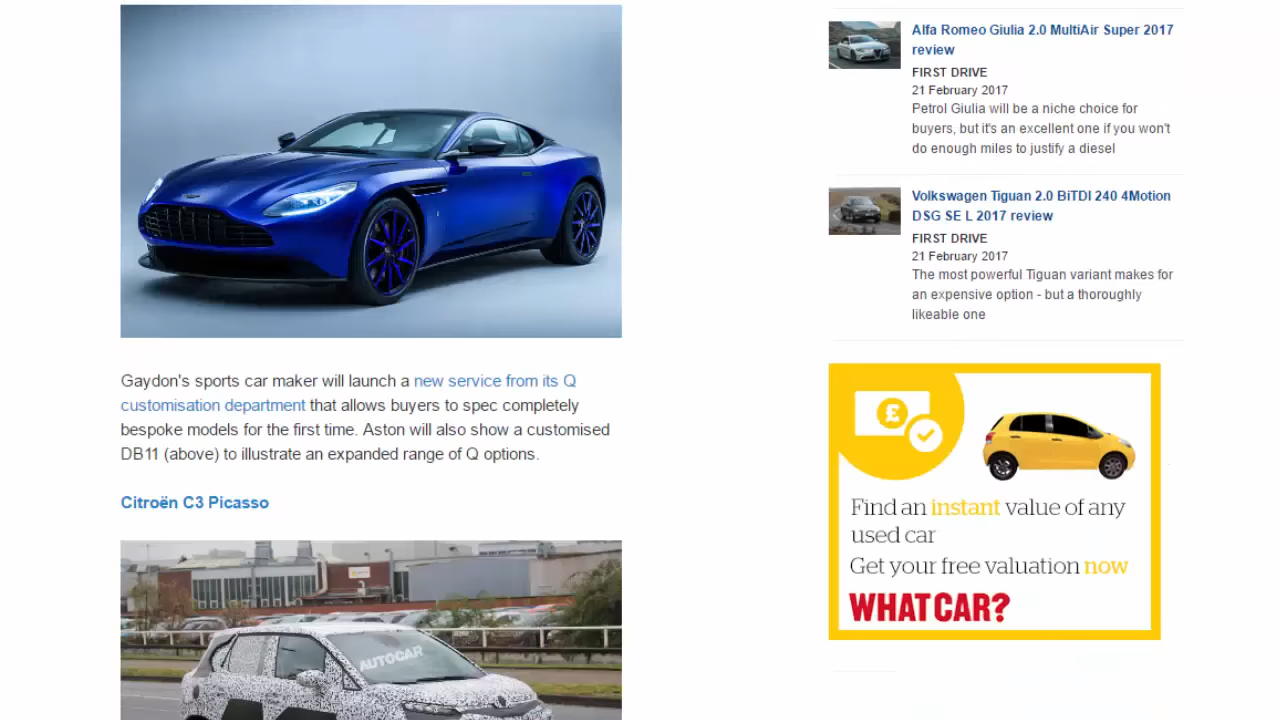 Gaydon's sports car maker will launch a new service from its Q
customisation department that allows buyers to spec completely
bespoke models for the first time. Aston will also show a customised
DB11 (above) to illustrate an expanded range of Q options.
Citroën C3 Picasso
AUTOCAR
Alfa Romeo Giulia 2.0 MultiAir Super 2017
review
FIRST DRIVE
21 February 2017
Petrol Giulia will be a niche choice for
buyers, but it's an excellent one if you won't
do enough miles to justify a diesel
Volkswagen Tiguan 2.0 BiTDI 240 4Motion
DSG SE L 2017 review
FIRST DRIVE
21 February 2017
The most powerful Tiguan variant makes for
an expensive option - but a thoroughly
likeable one
£
Find an instant value of any
used car
Get your free valuation now
WHATCAR?